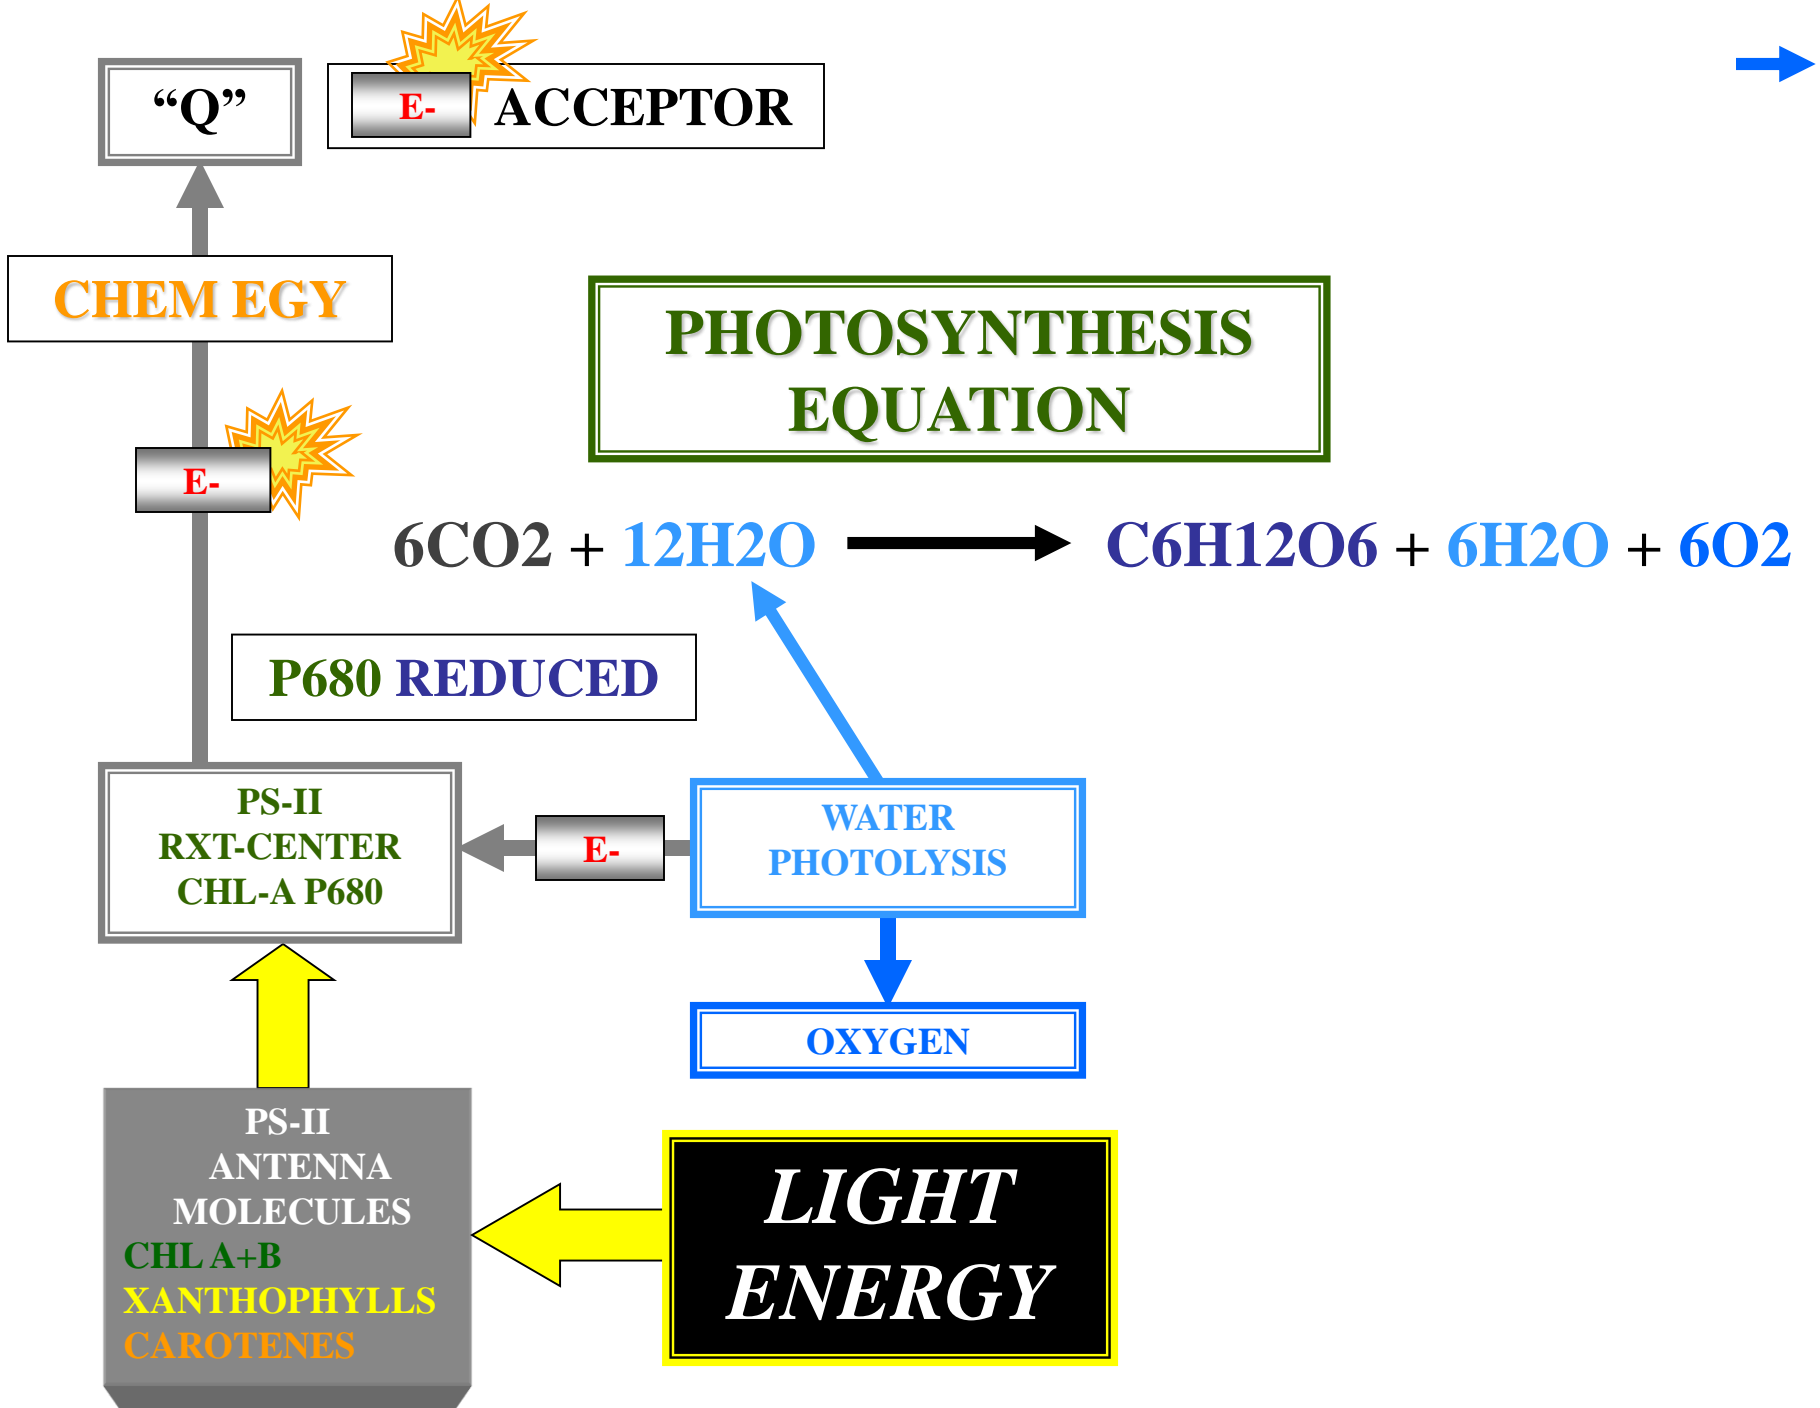 “Q”
E- ACCEPTOR
CHEM EGY
PHOTOSYNTHESIS
EQUATION
E-
6CO2 + 12H2O
C6H12O6 + 6H2O + 6O2
P680 REDUCED
PS-II
RXT-CENTER
CHL-A P680
E-
WATER
PHOTOLYSIS
OXYGEN
PS-II
ANTENNA
MOLECULES
CHL A+B
XANTHOPHYLLS
CAROTENES
LIGHT
ENERGY